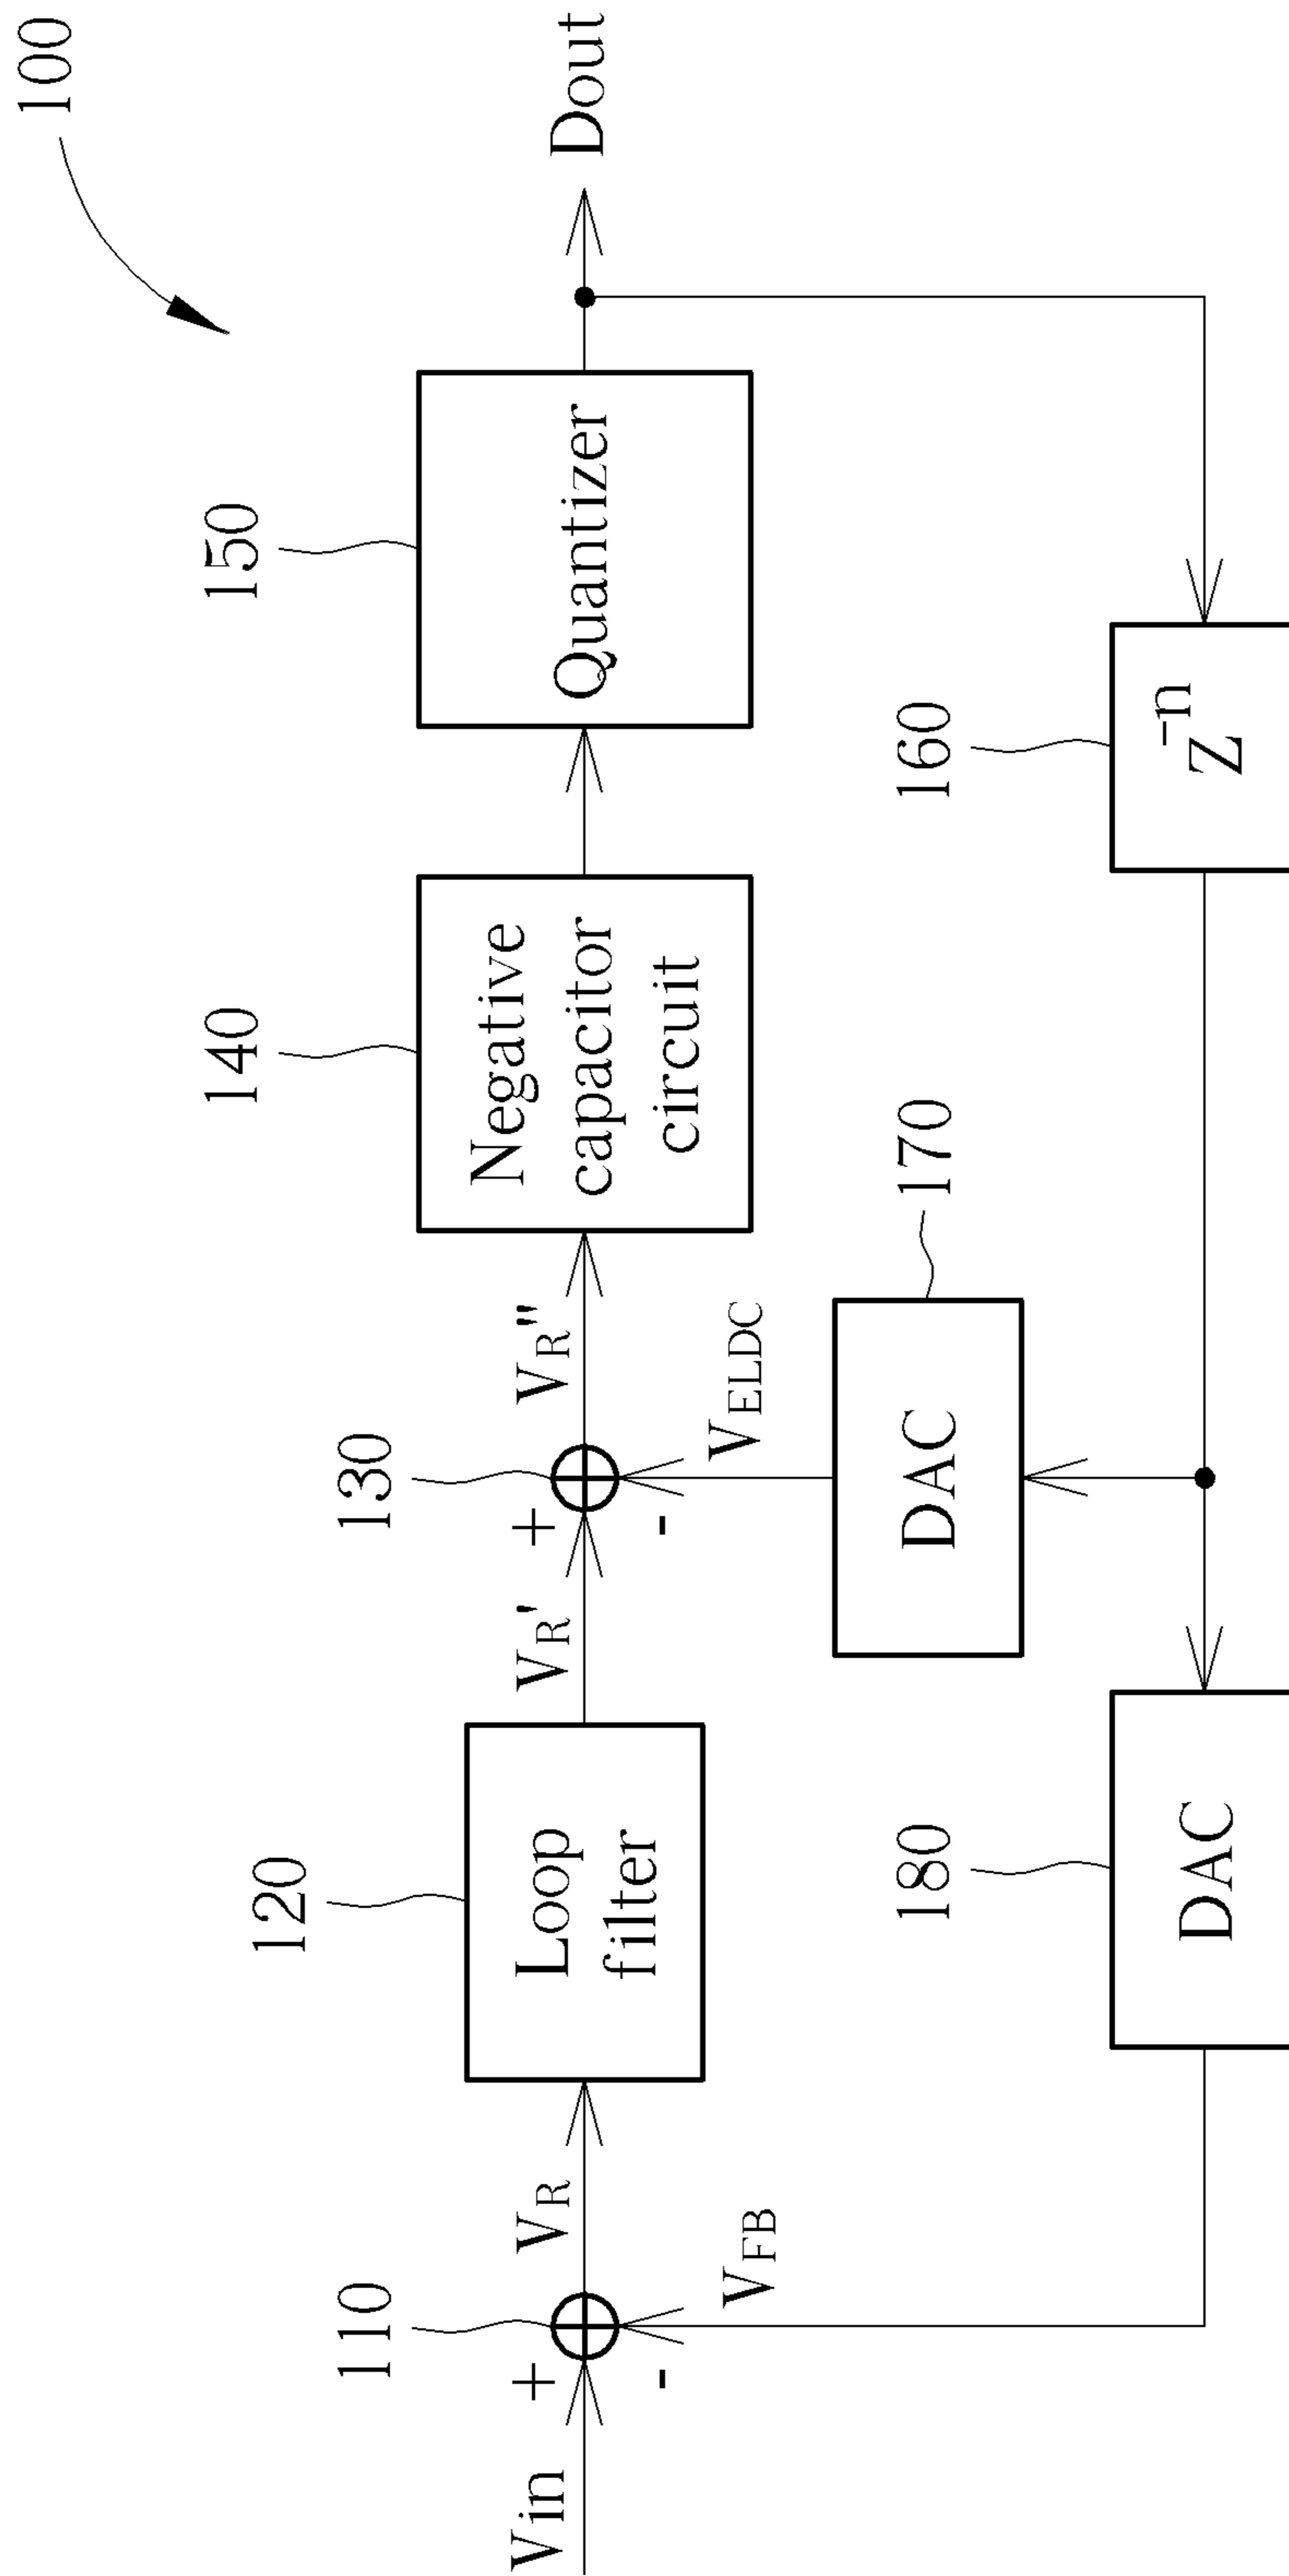 100
Vin
+
-
110
V_R
V_FB
120
Loop
filter
V_R'
+
-
130
V_R"
V_ELDC
140
Negative
capacitor
circuit
150
Quantizer
Dout
160
Z^-n
170
DAC
180
DAC